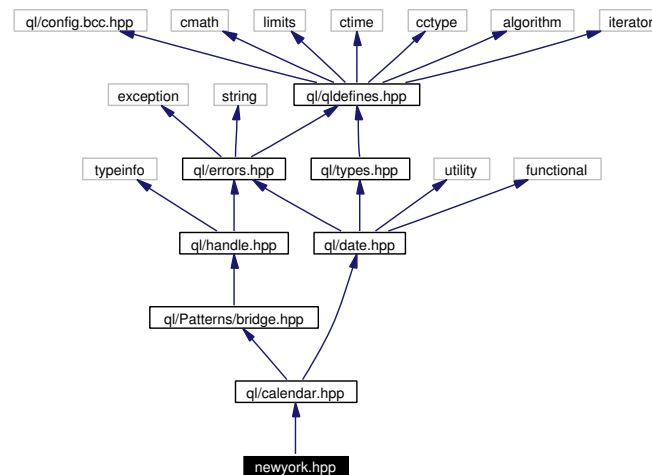 ql/config.bcc.hpp
cmath
limits
ctime
cctype
algorithm
iterator
exception
string
ql/qldefines.hpp
typeinfo
ql/errors.hpp
ql/types.hpp
utility
functional
ql/handle.hpp
ql/date.hpp
ql/Patterns/bridge.hpp
ql/calendar.hpp
newyork.hpp